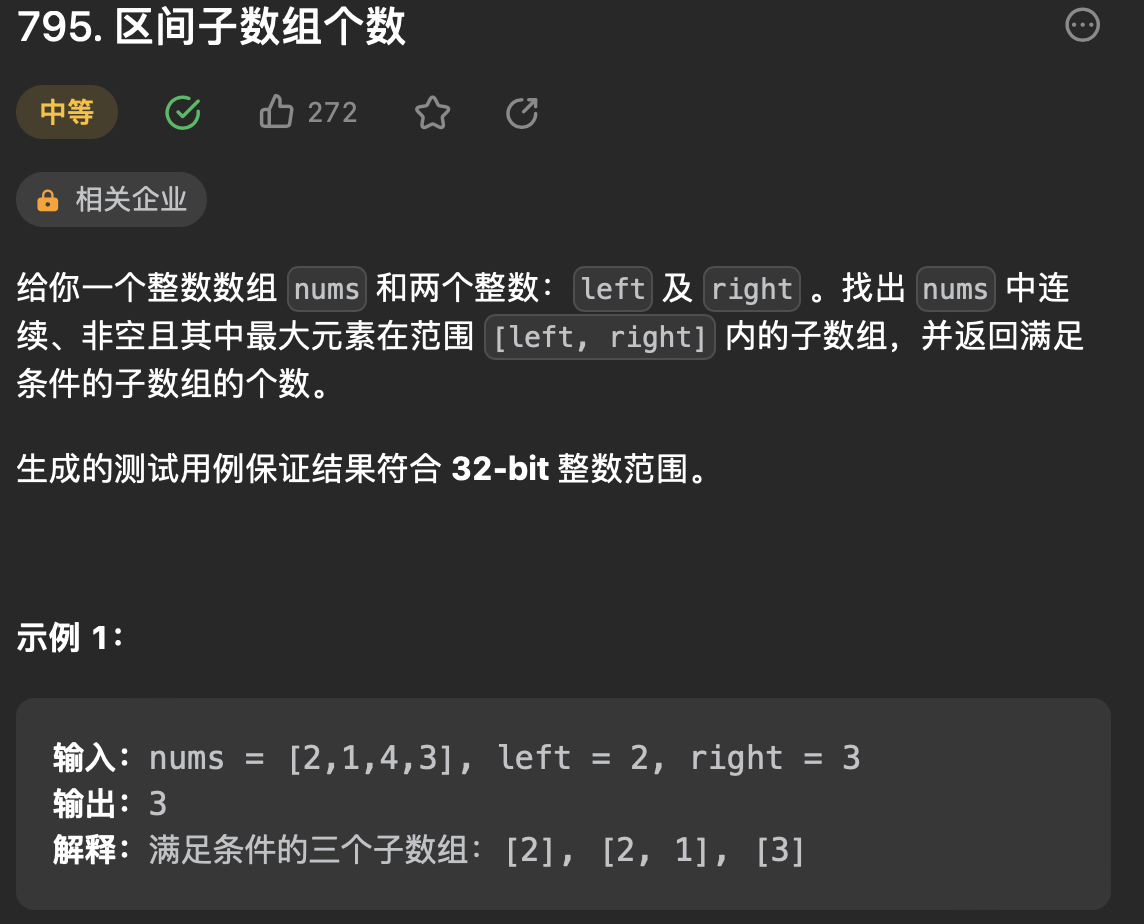 795. 区间子数组个数
中等
272
相关企业
给你一个整数数组 nums 和两个整数：left 及 right 。找出 nums 中连
续、非空且其中最大元素在范围 [left, right] 内的子数组，并返回满足
条件的子数组的个数。
生成的测试用例保证结果符合 32-bit 整数范围。
示例 1：
输入：nums = [2,1,4,3], left = 2, right = 3
输出：3
解释：满足条件的三个子数组：[2], [2, 1], [3]